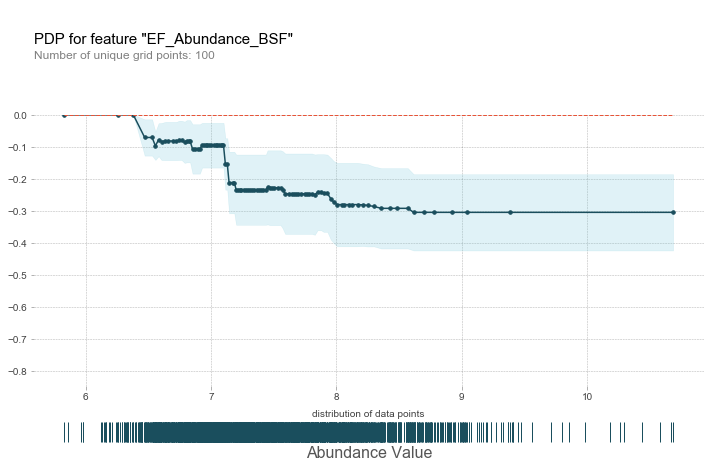 PDP for feature "EF_Abundance_BSF"
Number of unique grid points: 100
0.0
−0.1
−0.2
−0.3
−0.4
−0.5
−0.6
−0.7
−0.8
6 7 8 9 10
distribution of data points
Abundance Value